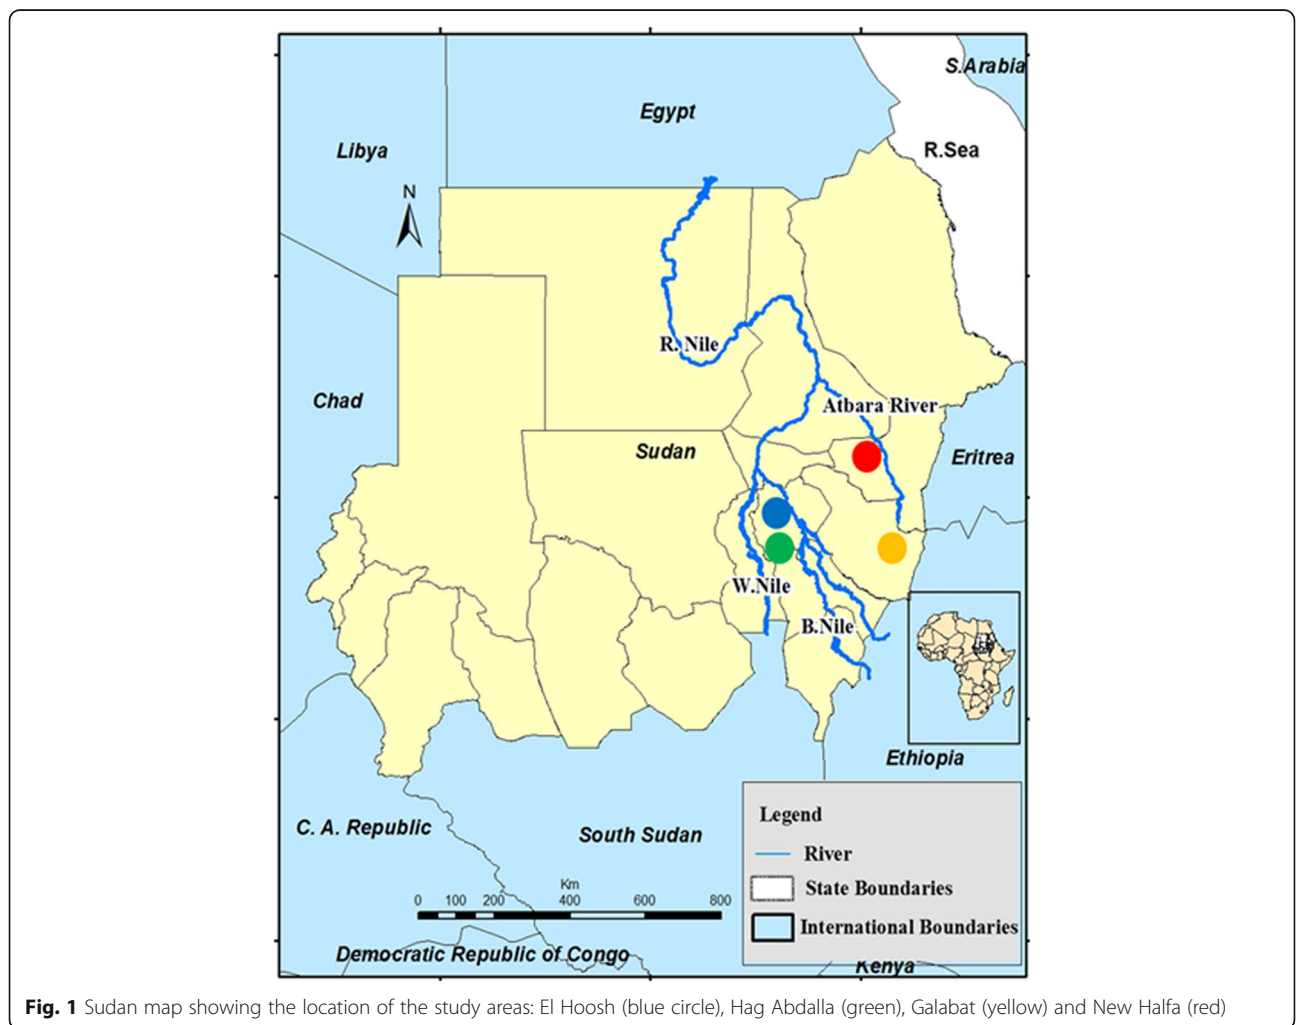 S.Arabia
Egypt
Libya
R.Sea
N
R. Nile
Chad
Atbara River
Sudan
Eritrea
W.Nile
B.Nile
Ethiopia
C. A. Republic
South Sudan
Legend
River
State Boundaries
International Boundaries
Km
0 100 200 400 600 800
Democratic Republic of Congo
Kenya
Fig. 1 Sudan map showing the location of the study areas: El Hoosh (blue circle), Hag Abdalla (green), Galabat (yellow) and New Halfa (red)